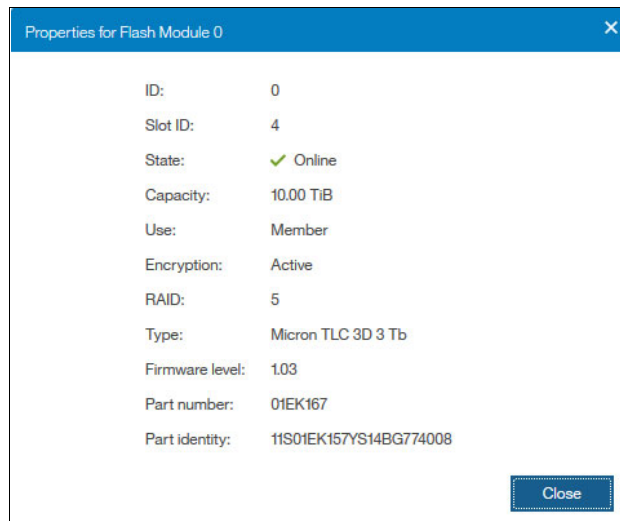 Properties for Flash Module 0
ID: 0
Slot ID: 4
State: Online
Capacity: 10.00 TiB
Use: Member
Encryption: Active
RAID: 5
Type: Micron TLC 3D 3 Tb
Firmware level: 1.03
Part number: 01EK167
Part identity: 11S01EK157YS14BG774008
Close